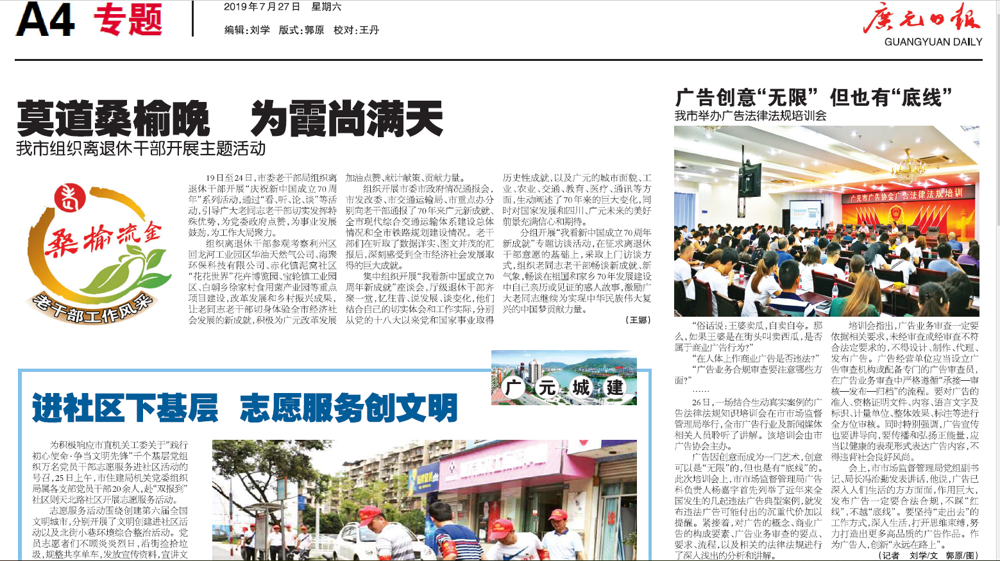 A4 专题
2019年7月27日 星期六
编辑:刘学 版式:郭原 校对:王丹
广元日报
GUANGYUAN DAILY
莫道桑榆晚 为霞尚满天
我市组织离退休干部开展主题活动
桑榆流金
老干部工作风采
19日至24日,市委老干部局组织离
退休干部开展“庆祝新中国成立70周
年”系列活动,通过“看、听、论、谈”等活
动,引导广大老同志老干部切实发挥特
殊优势,为党委政府点赞,为事业发展
鼓劲,为工作大局聚力。
组织离退休干部参观考察利州区
回龙河工业园区华油天然气公司、海聚
环保科技有限公司、赤化镇泥窝社区
“花花世界”花卉博览园、宝轮镇工业园
区、白朝乡徐家村食用菌产业园等重点
项目建设,改革发展和乡村振兴成果,
让老同志老干部切身体验全市经济社
会发展的新成就,积极为广元改革发展
加油点赞、献计献策、贡献力量。
组织开展市委市政府情况通报会,
市发改委、市交通运输局、市重点办分
别向老干部通报了70年来广元新成就、
全市现代综合交通运输体系建设总体
情况和全市铁路规划建设情况。老干
部们在听取了数据详实、图文并茂的汇
报后,深刻感受到全市经济社会发展取
得的巨大成就。
集中组织开展“我看新中国成立70
周年新成就”座谈会,厅级退休干部齐
聚一堂,忆往昔、说发展、谈变化,他们
结合自己的切实体会和工作实际,分别
从党的十八大以来党和国家事业取得
历史性成就,以及广元的城市面貌、工
业、农业、交通、教育、医疗、通讯等方
面,生动阐述了70年来的巨大变化,同
时对国家发展和四川、广元未来的美好
前景充满信心和期待。
分组开展“我看新中国成立70周年
新成就”专题访谈活动,在征求离退休
干部意愿的基础上,采取上门访谈方
式,组织老同志老干部畅谈新成就、新
气象,畅谈在祖国和家乡70年发展建设
中自己亲历或见证的感人故事,激励广
大老同志继续为实现中华民族伟大复
兴的中国梦贡献力量。
(王娜)
广告创意“无限” 但也有“底线”
我市举办广告法律法规培训会
广元市广告协会广告法律法规培训
“俗话说:王婆卖瓜,自卖自夸。那
么,如果王婆是在街头叫卖西瓜,是否
属于商业广告行为?”
“在人体上作商业广告是否违法?”
“广告业务合规审查要注意哪些方
面?”
……
26日,一场结合生动真实案例的广
告法律法规知识培训会在市市场监督
管理局举行,全市广告行业及新闻媒体
相关人员聆听了讲解。该培训会由市
广告协会主办。
广告因创意而成为一门艺术,创意
可以是“无限”的,但也是有“底线”的。
此次培训会上,市市场监督管理局广告
科负责人杨嘉宇首先列举了近年来全
国发生的几起违法广告典型案例,就发
布违法广告可能付出的沉重代价加以
提醒。紧接着,对广告的概念、商业广
告的构成要素、广告业务审查的要点、
要求、流程,以及相关的法律法规进行
了深入浅出的分析和讲解。
培训会指出,广告业务审查一定要
依据相关要求,未经审查或经审查不符
合法定要求的,不得设计、制作、代理、
发布广告。广告经营单位应当设立广
告审查机构或配备专门的广告审查员,
在广告业务审查中严格遵循“承接—审
核—发布—归档”的流程。要对广告的
准入、资格证明文件、内容、语言文字及
标识、计量单位、整体效果、标注等进行
全方位审核。同时特别强调,广告宣传
也要讲导向,要传播和弘扬正能量,应
当以健康的表现形式表达广告内容,不
得违背社会良好风尚。
会上,市市场监督管理局党组副书
记、局长冯治勤发表讲话,他说,广告已
深入人们生活的方方面面,作用巨大,
发布广告一定要合法合规,不踩“红
线”,不越“底线”。要坚持“走出去”的
工作方式,深入生活,打开思维束缚,努
力打造出更多高品质的广告作品。作
为广告人,创新“永远在路上”。
(记者 刘学/文 郭原/图)
广元城建
进社区下基层 志愿服务创文明
为积极响应市直机关工委关于“践行
初心使命·争当文明先锋”千个基层党组
织万名党员干部志愿服务进社区活动的
号召,25日上午,市住建局机关党委组织
局属各支部党员干部20余人,赴“双报到”
社区则天北路社区开展志愿服务活动。
志愿服务活动围绕创建第六届全国
文明城市,分别开展了文明创建进社区活
动以及北街小巷环境综合整治活动。党
员志愿者们不顾炎炎烈日,沿街捡拾垃
圾,规整共享单车,发放宣传资料,宣讲文